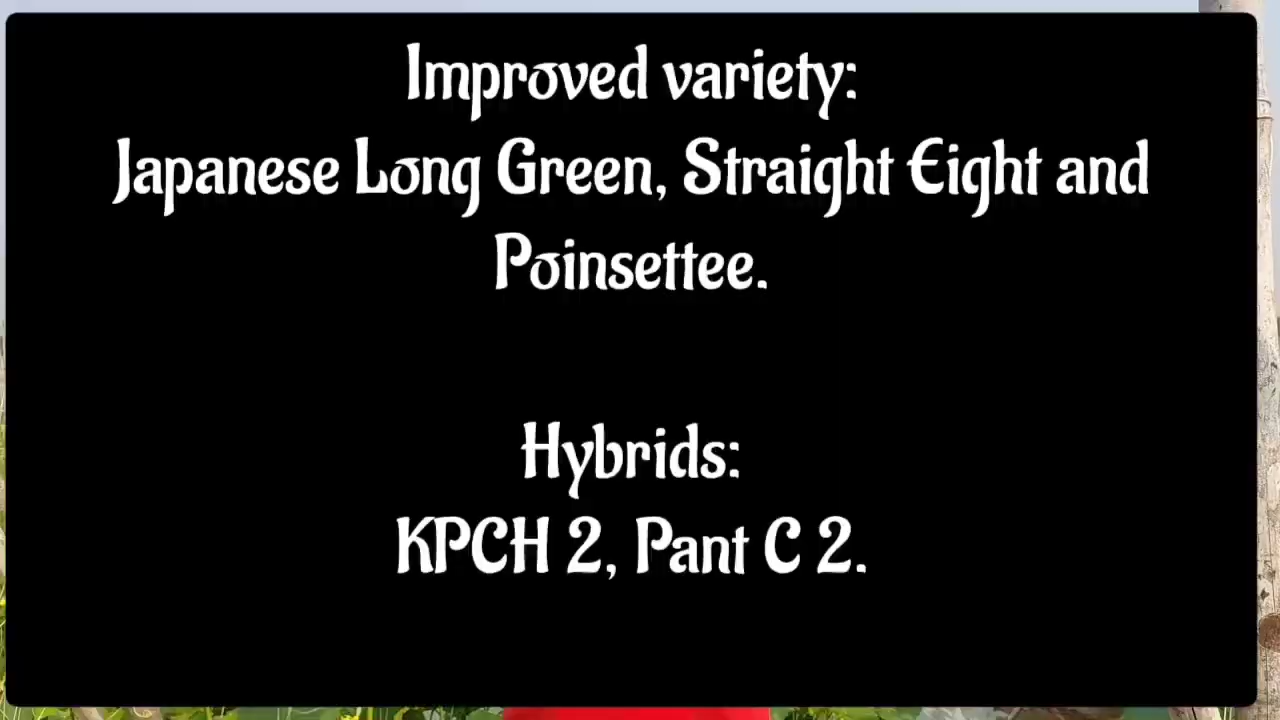 Improved variety:
Japanese Long Green, Straight Eight and
Poinsettee.
Hybrids:
KPCH 2, Pant C 2.